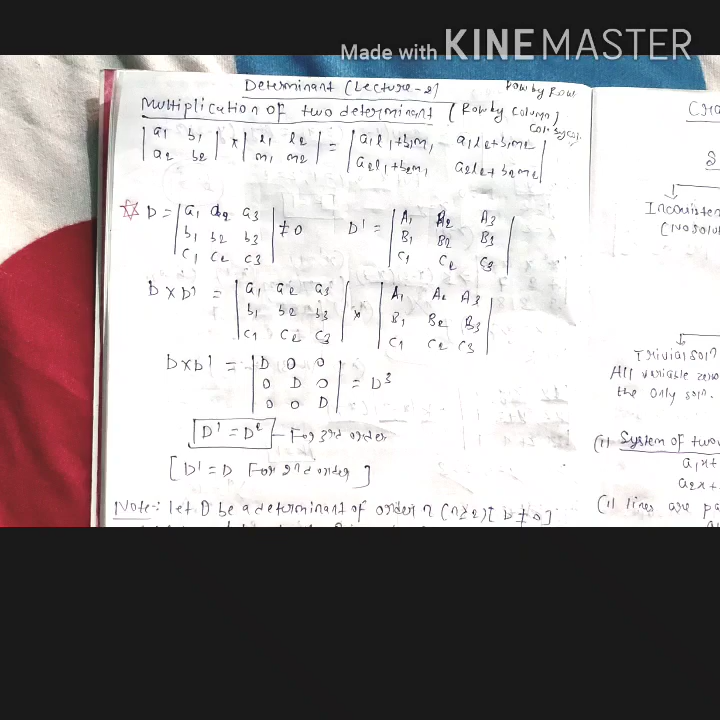 Made with KINEMASTER
Determinant (Lecture-2)
Row by Row
Multiplication of two determinant (Row by column)
Col by Col.
| a1 b1 | × | l1 l2 | = | a1l1+b1m1 a1l2+b1m2 |
| a2 b2 | | m1 m2 | | a2l1+b2m1 a2l2+b2m2 |
D = | a1 a2 a3 | ≠ 0 D' = | A1 A2 A3 |
| b1 b2 b3 | | B1 B2 B3 |
| c1 c2 c3 | | C1 C2 C3 |
D × D' = | a1 a2 a3 | × | A1 A2 A3 |
| b1 b2 b3 | | B1 B2 B3 |
| c1 c2 c3 | | C1 C2 C3 |
D×D' = | D 0 0 |
| 0 D 0 | = D³
| 0 0 D |
D' = D² - For 3rd order
[D' = D For 2nd order]
Note:- let D be a determinant of order n (n≥2) [D ≠ 0]
CRA
S
Inconsisten
(No solu
Trivial soln
All variable zero
the only soln.
(1) System of two
a1x+
a2x+
(1) lines are pa